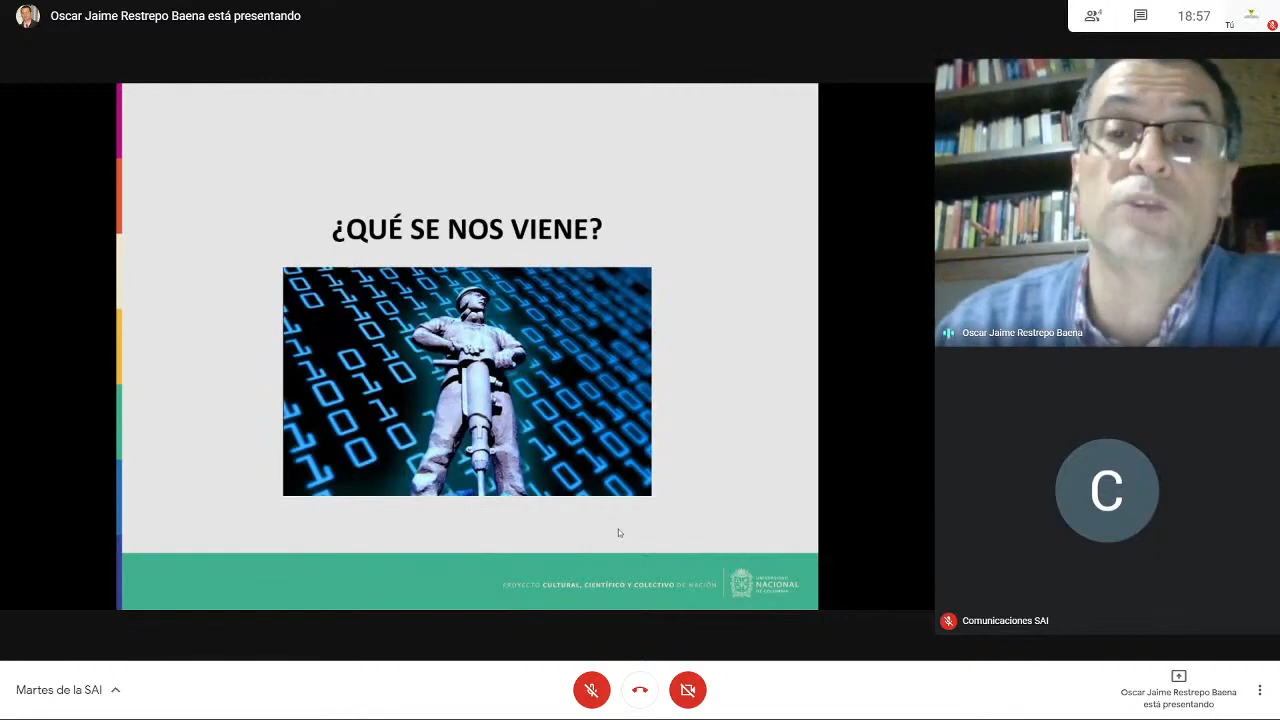 Oscar Jaime Restrepo Baena está presentando
4
18:57
Tú
¿QUÉ SE NOS VIENE?
PROYECTO CULTURAL, CIENTÍFICO Y COLECTIVO DE NACIÓN
UNIVERSIDAD
NACIONAL
DE COLOMBIA
Oscar Jaime Restrepo Baena
C
Comunicaciones SAI
Martes de la SAI
Oscar Jaime Restrepo Baena
está presentando